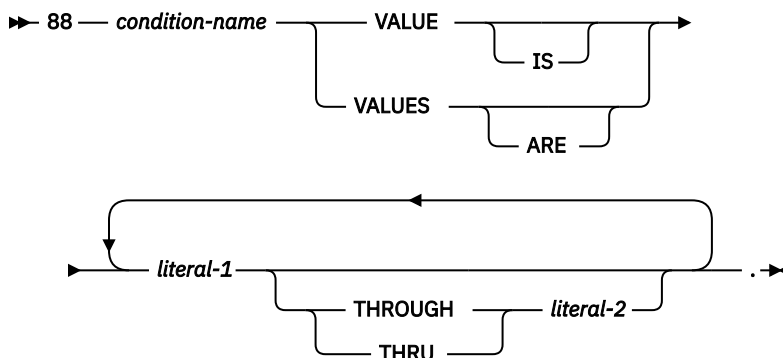 88 condition-name VALUE
IS
VALUES
ARE
literal-1 .
THROUGH literal-2
THRU